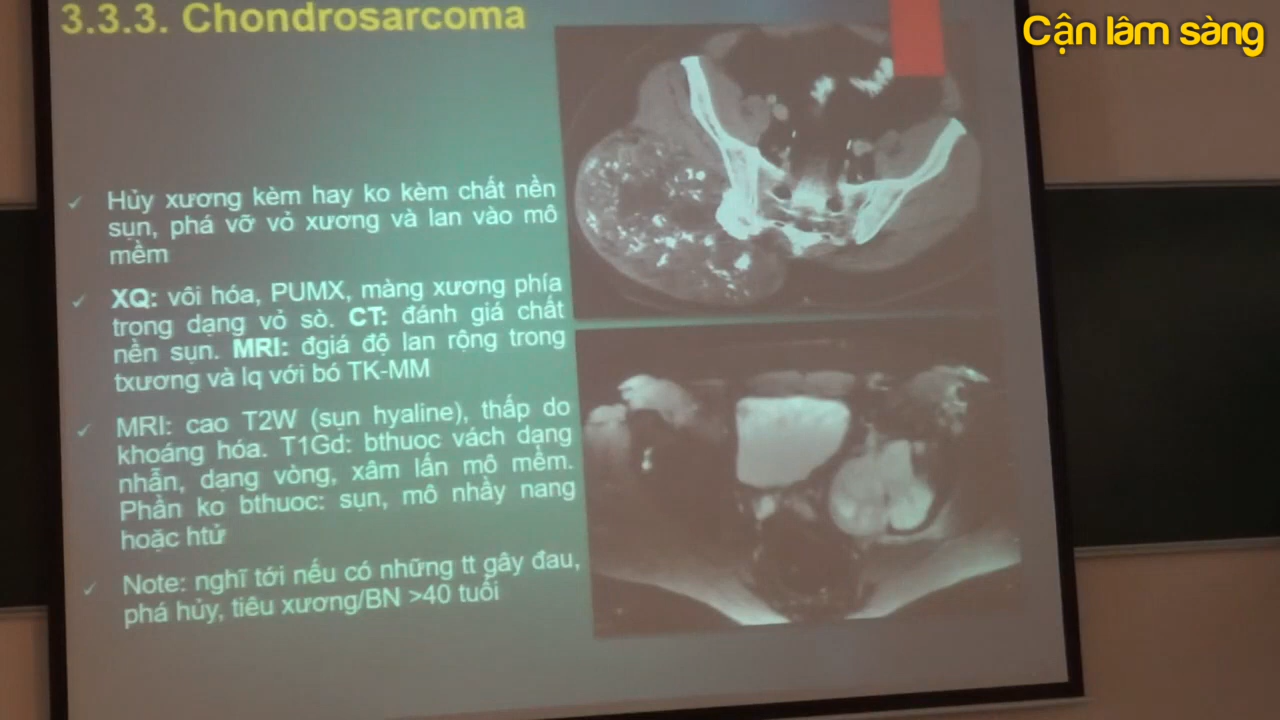 3.3.3. Chondrosarcoma
Cận lâm sàng
✓ Hủy xương kèm hay ko kèm chất nền
sụn, phá vỡ vỏ xương và lan vào mô
mềm
✓ XQ: vôi hóa, PUMX, màng xương phía
trong dạng vỏ sò. CT: đánh giá chất
nền sụn. MRI: đgiá độ lan rộng trong
txương và lq với bó TK-MM
✓ MRI: cao T2W (sụn hyaline), thấp do
khoáng hóa. T1Gd: bthuoc vách dạng
nhẫn, dạng vòng, xâm lấn mô mềm.
Phần ko bthuoc: sụn, mô nhầy nang
hoặc htử
✓ Note: nghĩ tới nếu có những tt gây đau,
phá hủy, tiêu xương/BN >40 tuổi